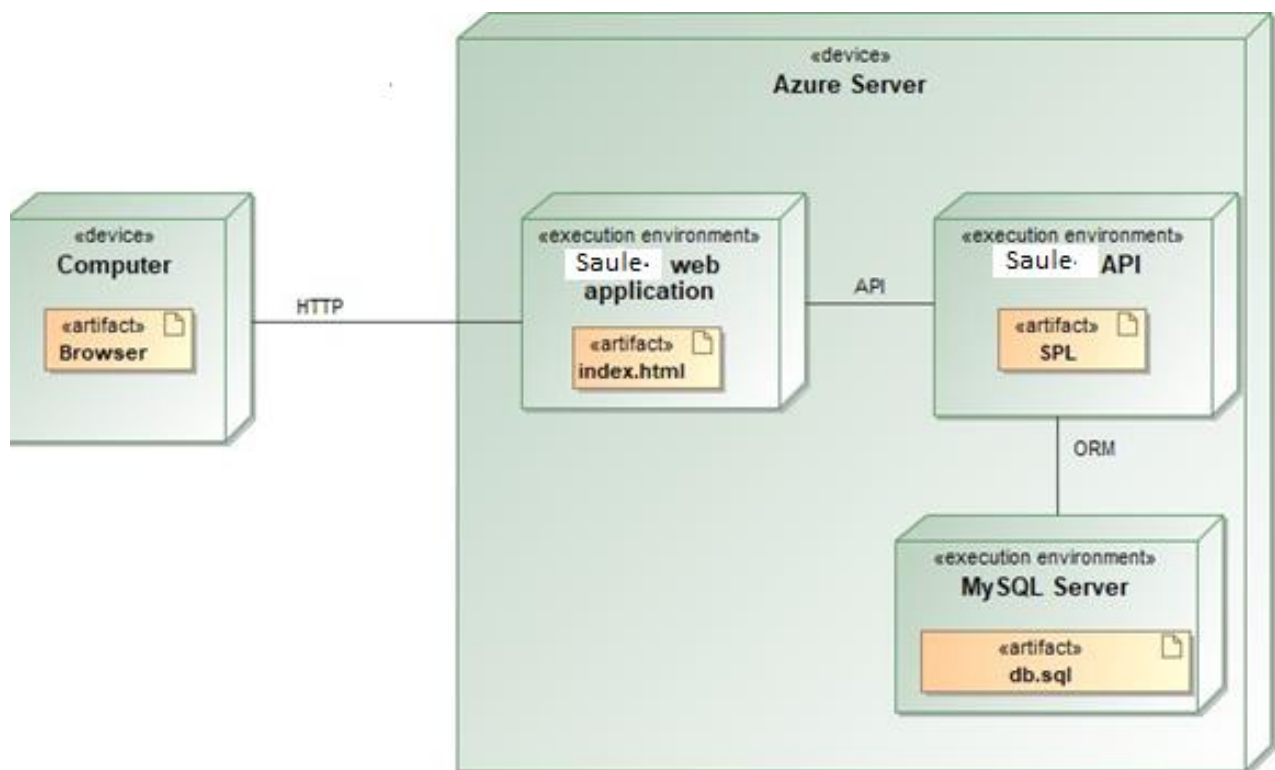 «device»
Azure Server
«device»
Computer
«artifact»
Browser
HTTP
«execution environment»
Saule. web
application
«artifact»
index.html
API
«execution environment»
Saule. API
«artifact»
SPL
ORM
«execution environment»
MySQL Server
«artifact»
db.sql